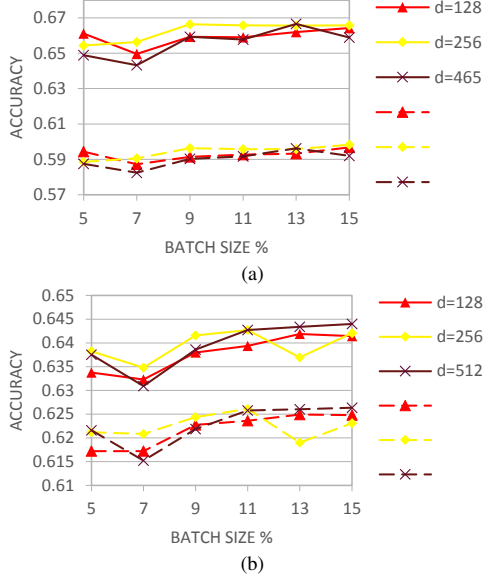 0.67
0.65
0.63
0.61
0.59
0.57
ACCURACY
5 7 9 11 13 15
BATCH SIZE %
d=128
d=256
d=465
(a)
0.65
0.645
0.64
0.635
0.63
0.625
0.62
0.615
0.61
ACCURACY
5 7 9 11 13 15
BATCH SIZE %
d=128
d=256
d=512
(b)